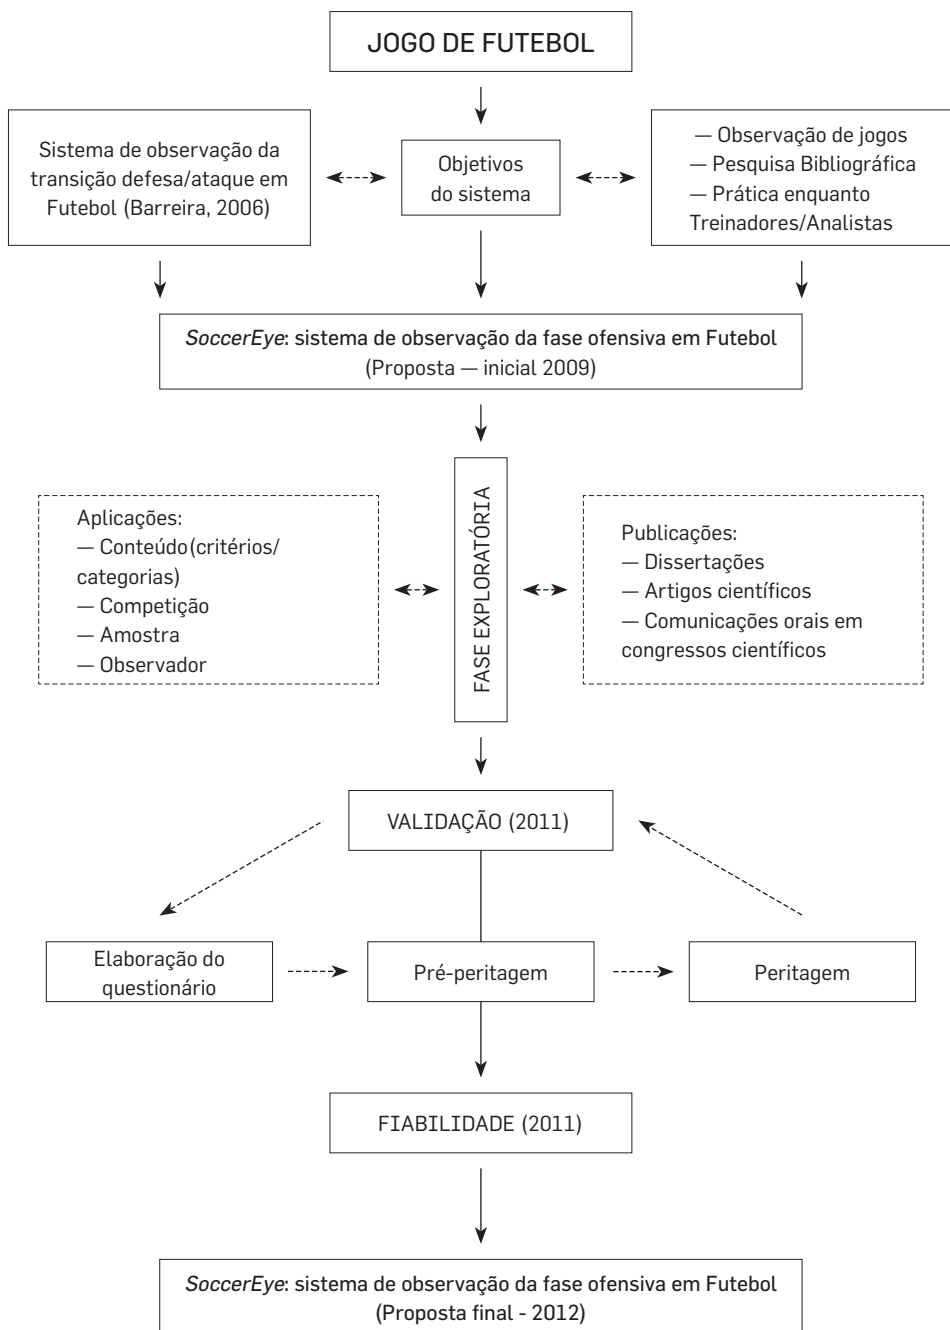 JOGO DE FUTEBOL
Sistema de observação da
transição defesa/ataque em
Futebol (Barreira, 2006)
Objetivos
do sistema
— Observação de jogos
— Pesquisa Bibliográfica
— Prática enquanto
Treinadores/Analistas
SoccerEye: sistema de observação da fase ofensiva em Futebol
(Proposta — inicial 2009)
Aplicações:
— Conteúdo (critérios/
categorias)
— Competição
— Amostra
— Observador
FASE EXPLORATÓRIA
Publicações:
— Dissertações
— Artigos científicos
— Comunicações orais em
congressos científicos
VALIDAÇÃO (2011)
Elaboração do
questionário
Pré-peritagem
Peritagem
FIABILIDADE (2011)
SoccerEye: sistema de observação da fase ofensiva em Futebol
(Proposta final - 2012)